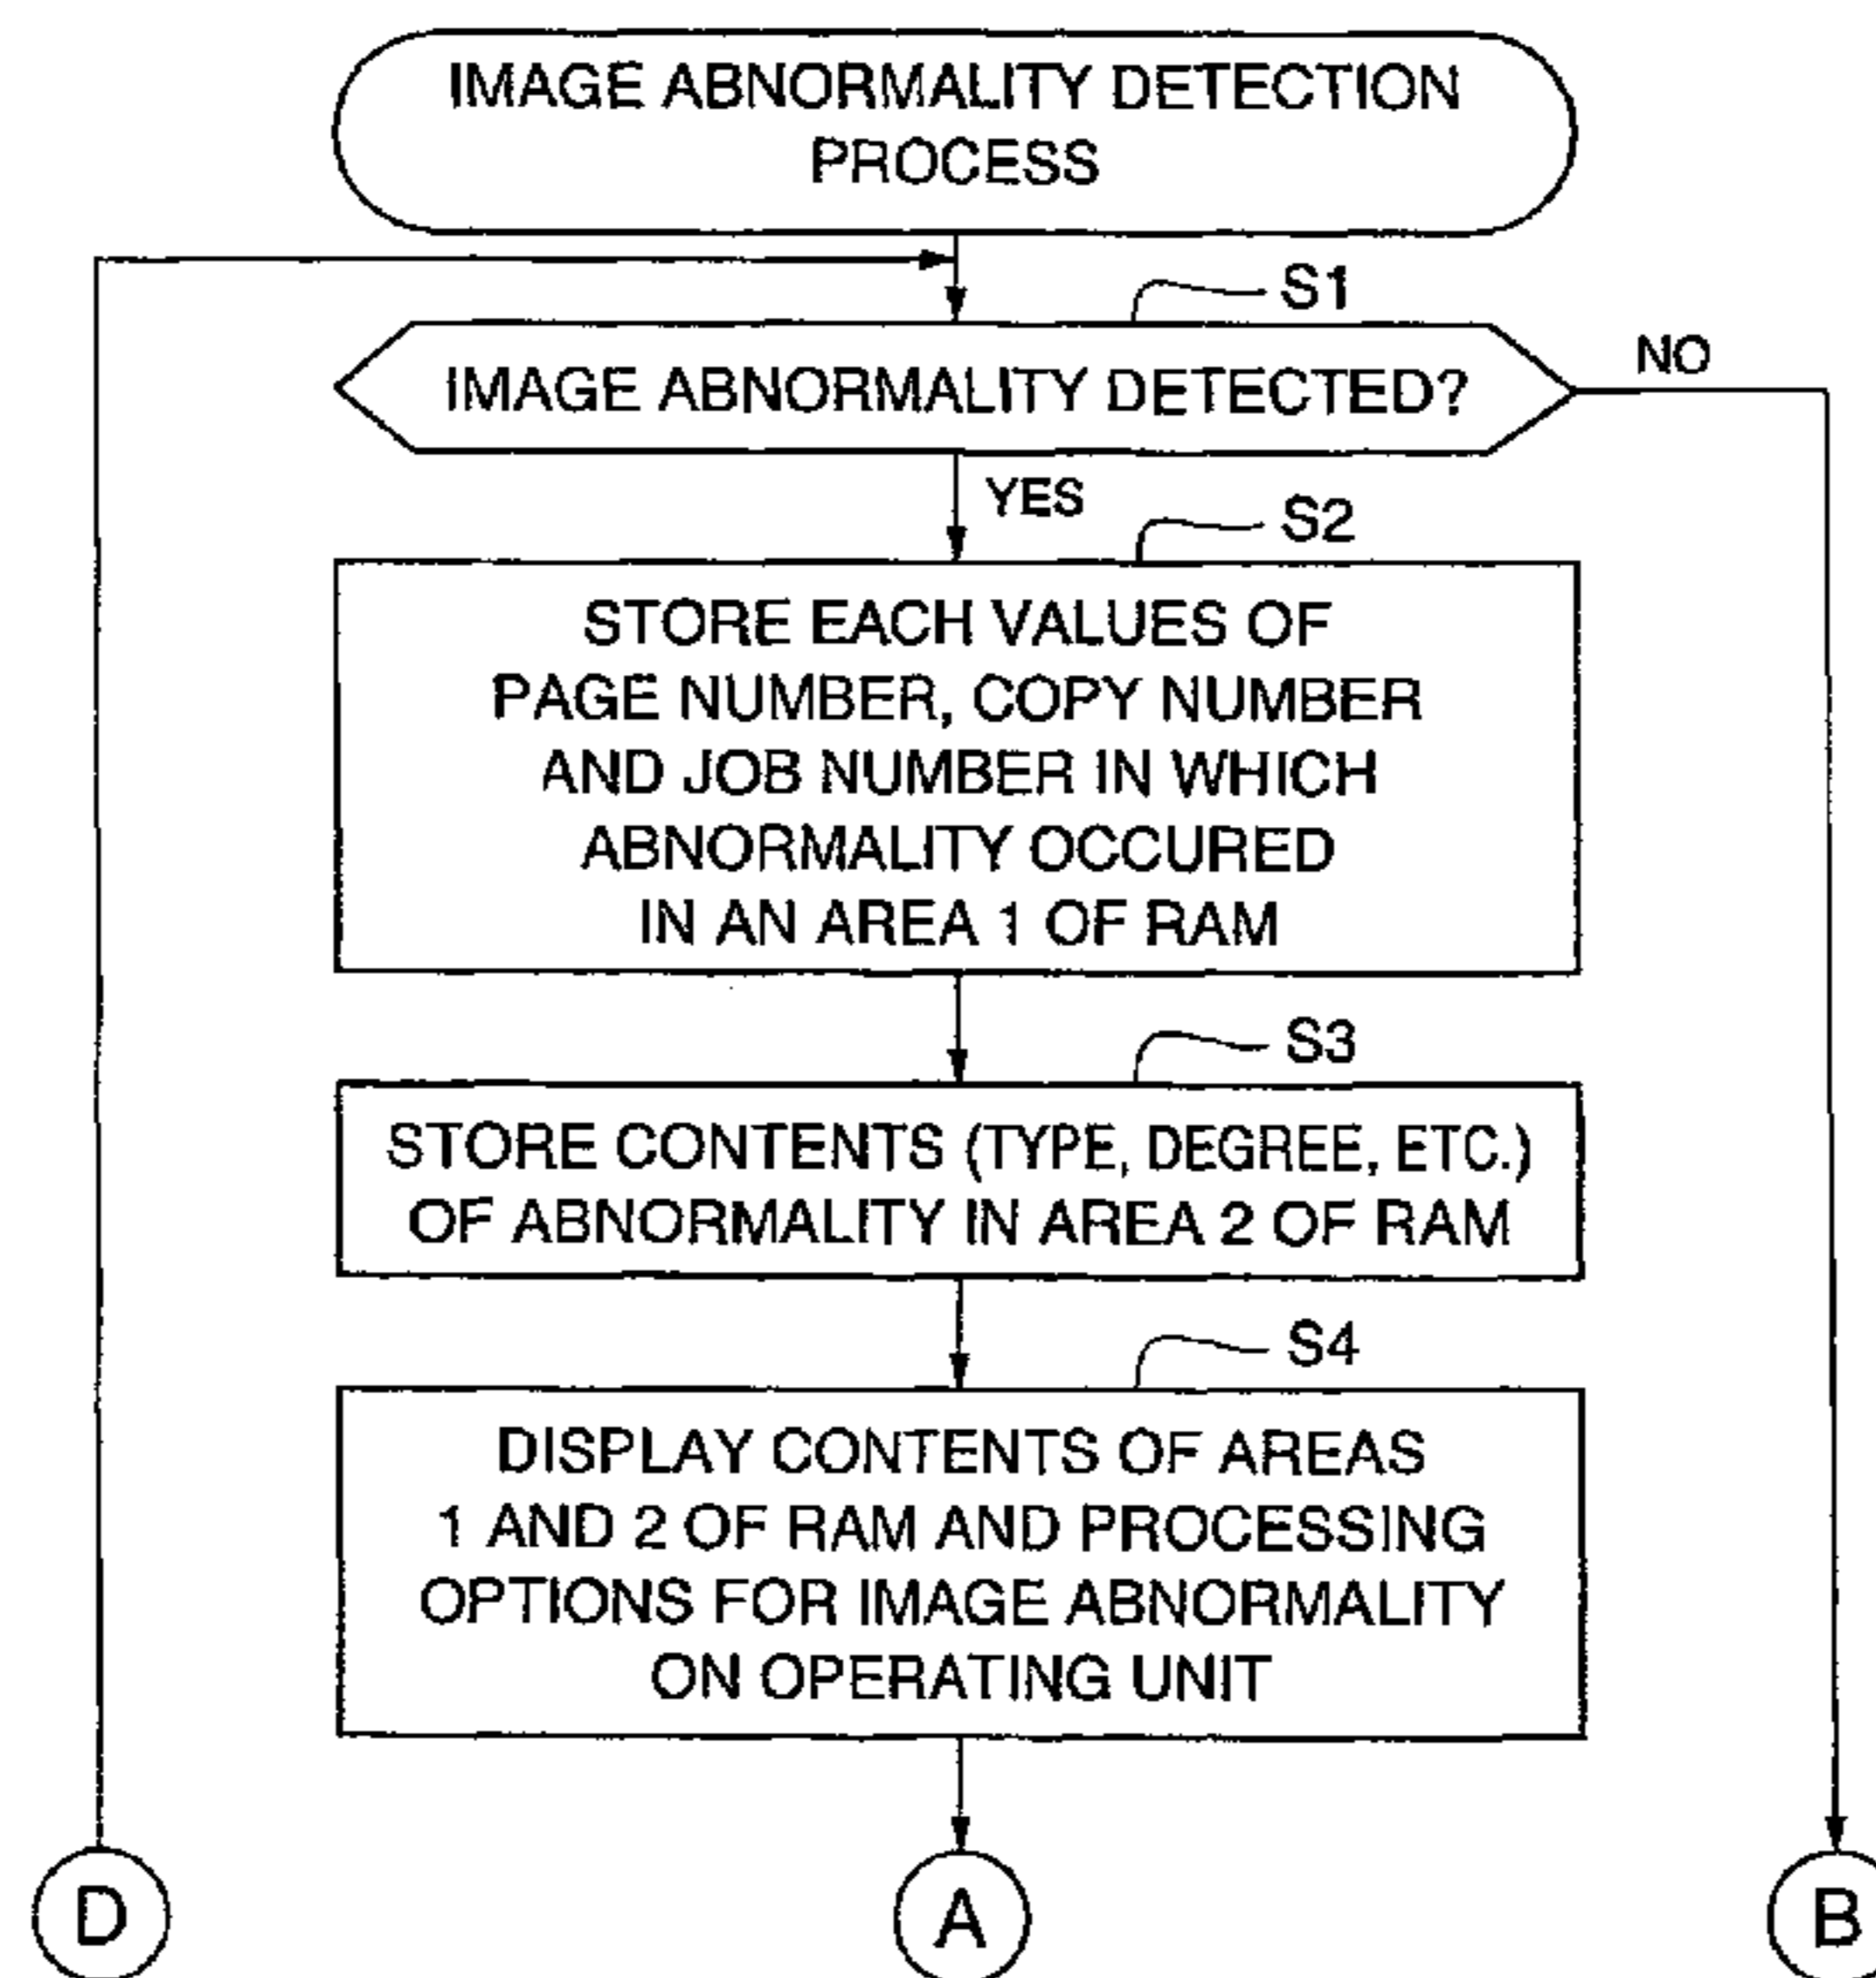 IMAGE ABNORMALITY DETECTION
PROCESS
S1
IMAGE ABNORMALITY DETECTED?
NO
YES
S2
STORE EACH VALUES OF
PAGE NUMBER, COPY NUMBER
AND JOB NUMBER IN WHICH
ABNORMALITY OCCURED
IN AN AREA 1 OF RAM
S3
STORE CONTENTS (TYPE, DEGREE, ETC.)
OF ABNORMALITY IN AREA 2 OF RAM
S4
DISPLAY CONTENTS OF AREAS
1 AND 2 OF RAM AND PROCESSING
OPTIONS FOR IMAGE ABNORMALITY
ON OPERATING UNIT
D
A
B